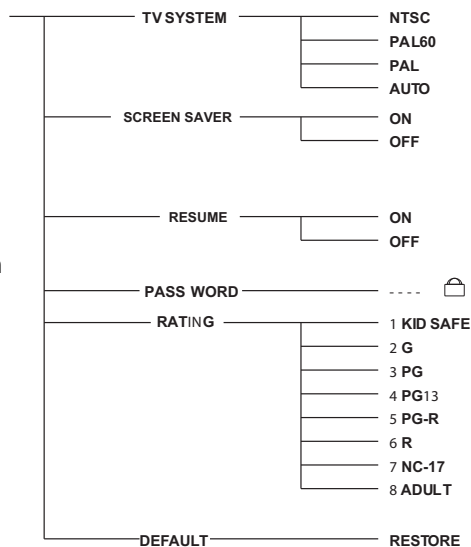 TV SYSTEM NTSC
PAL60
PAL
AUTO
SCREEN SAVER ON
OFF
RESUME ON
OFF
PASS WORD - - - -
RATING 1 KID SAFE
2 G
3 PG
4 PG13
5 PG-R
6 R
7 NC-17
8 ADULT
DEFAULT RESTORE